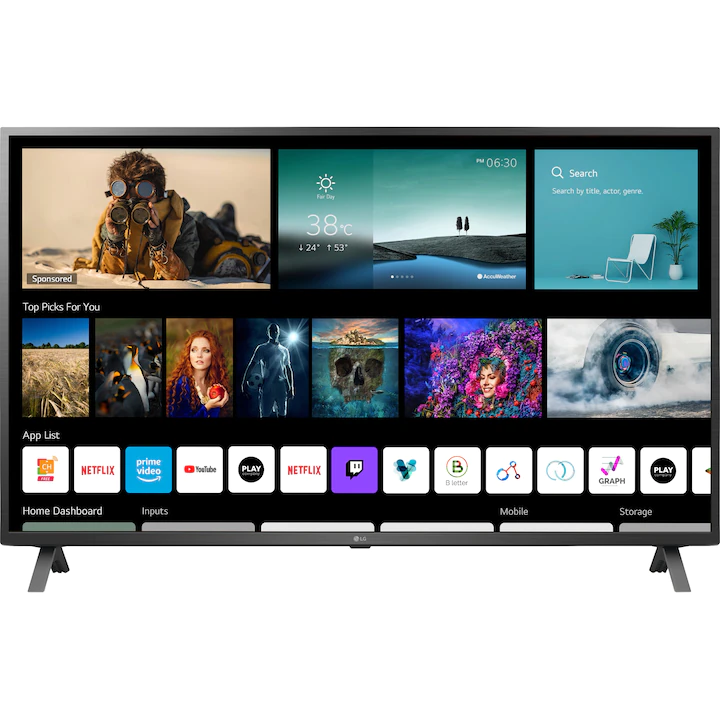 Sponsored
For Day
38°C
↓24° ↑53°
PM 06:30
AccuWeather
Search
Search by title, actor, genre.
Top Picks For You
App List
CH
FREE
NETFLIX
prime
video
YouTube
PLAY
NETFLIX
B
B letter
GRAPH
PLAY
Home Dashboard
Inputs
Mobile
Storage
LG